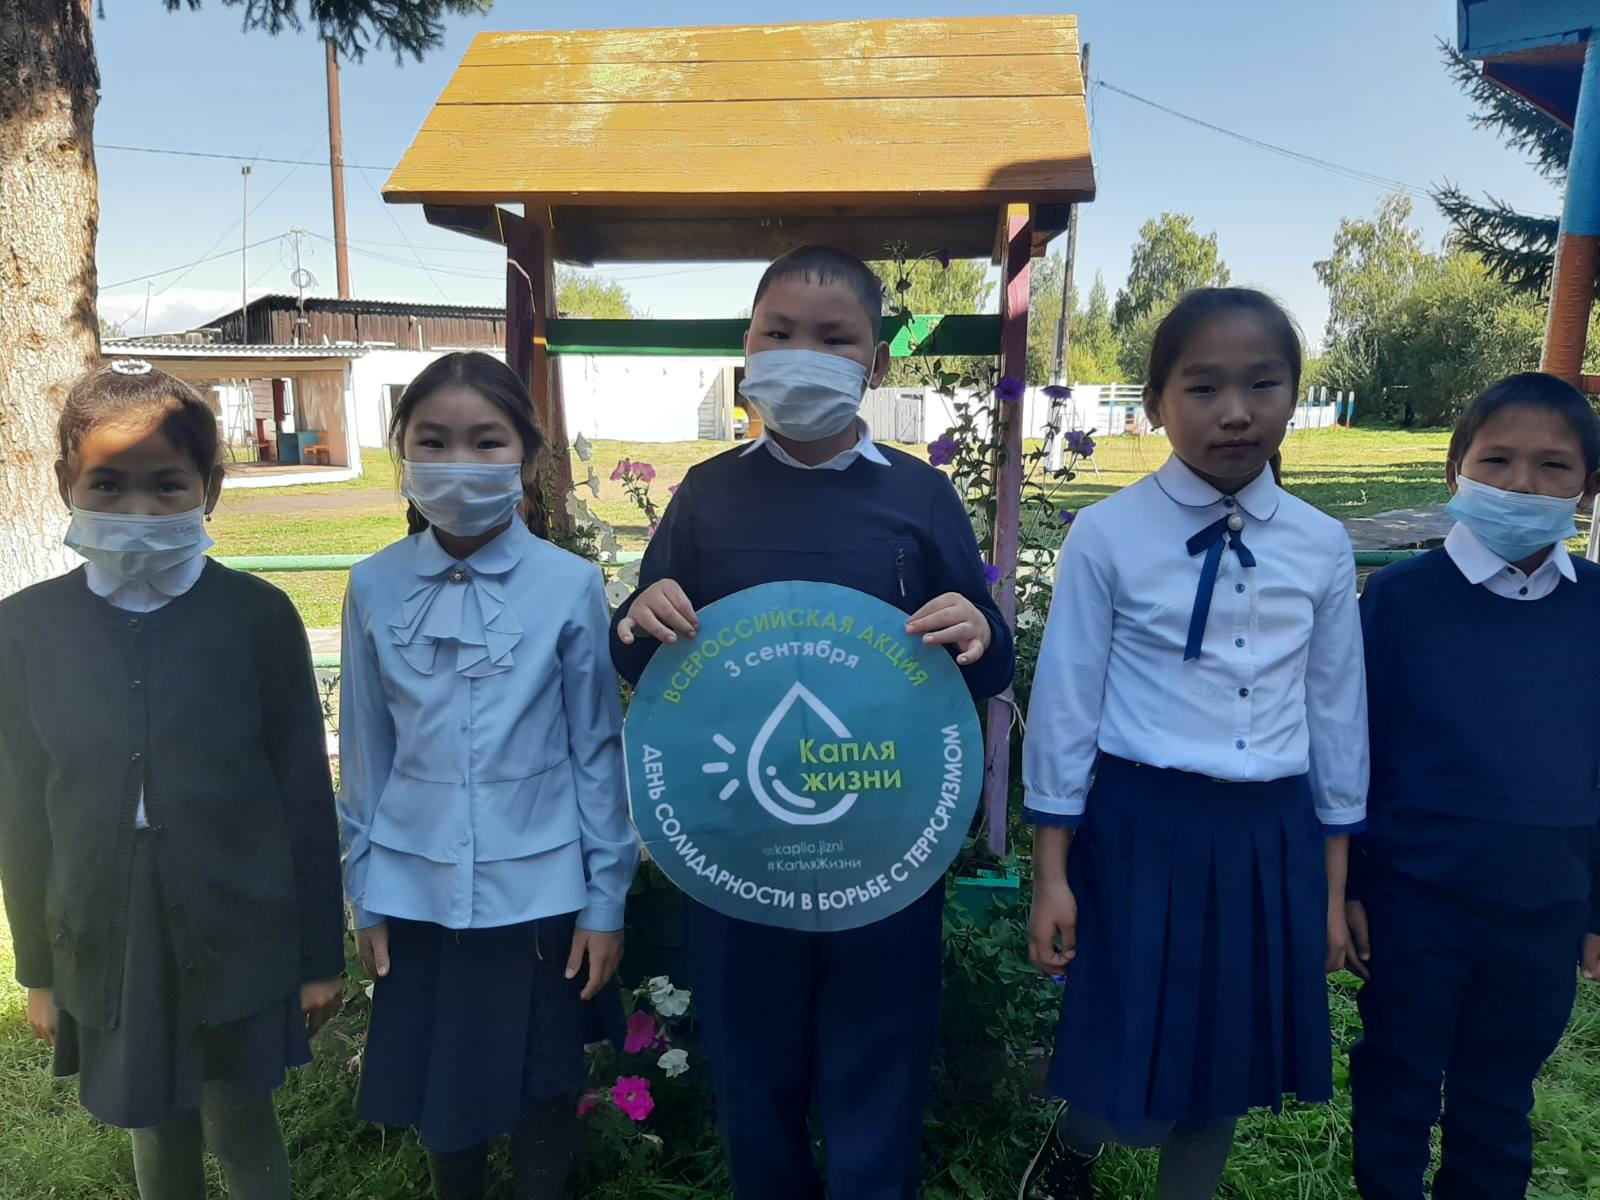 ВСЕРОССИЙСКАЯ АКЦИЯ
3 сентября
Капля
жизни
kaplia.jizni
#КапляЖизни
ДЕНЬ СОЛИДАРНОСТИ В БОРЬБЕ С ТЕРРОРИЗМОМ